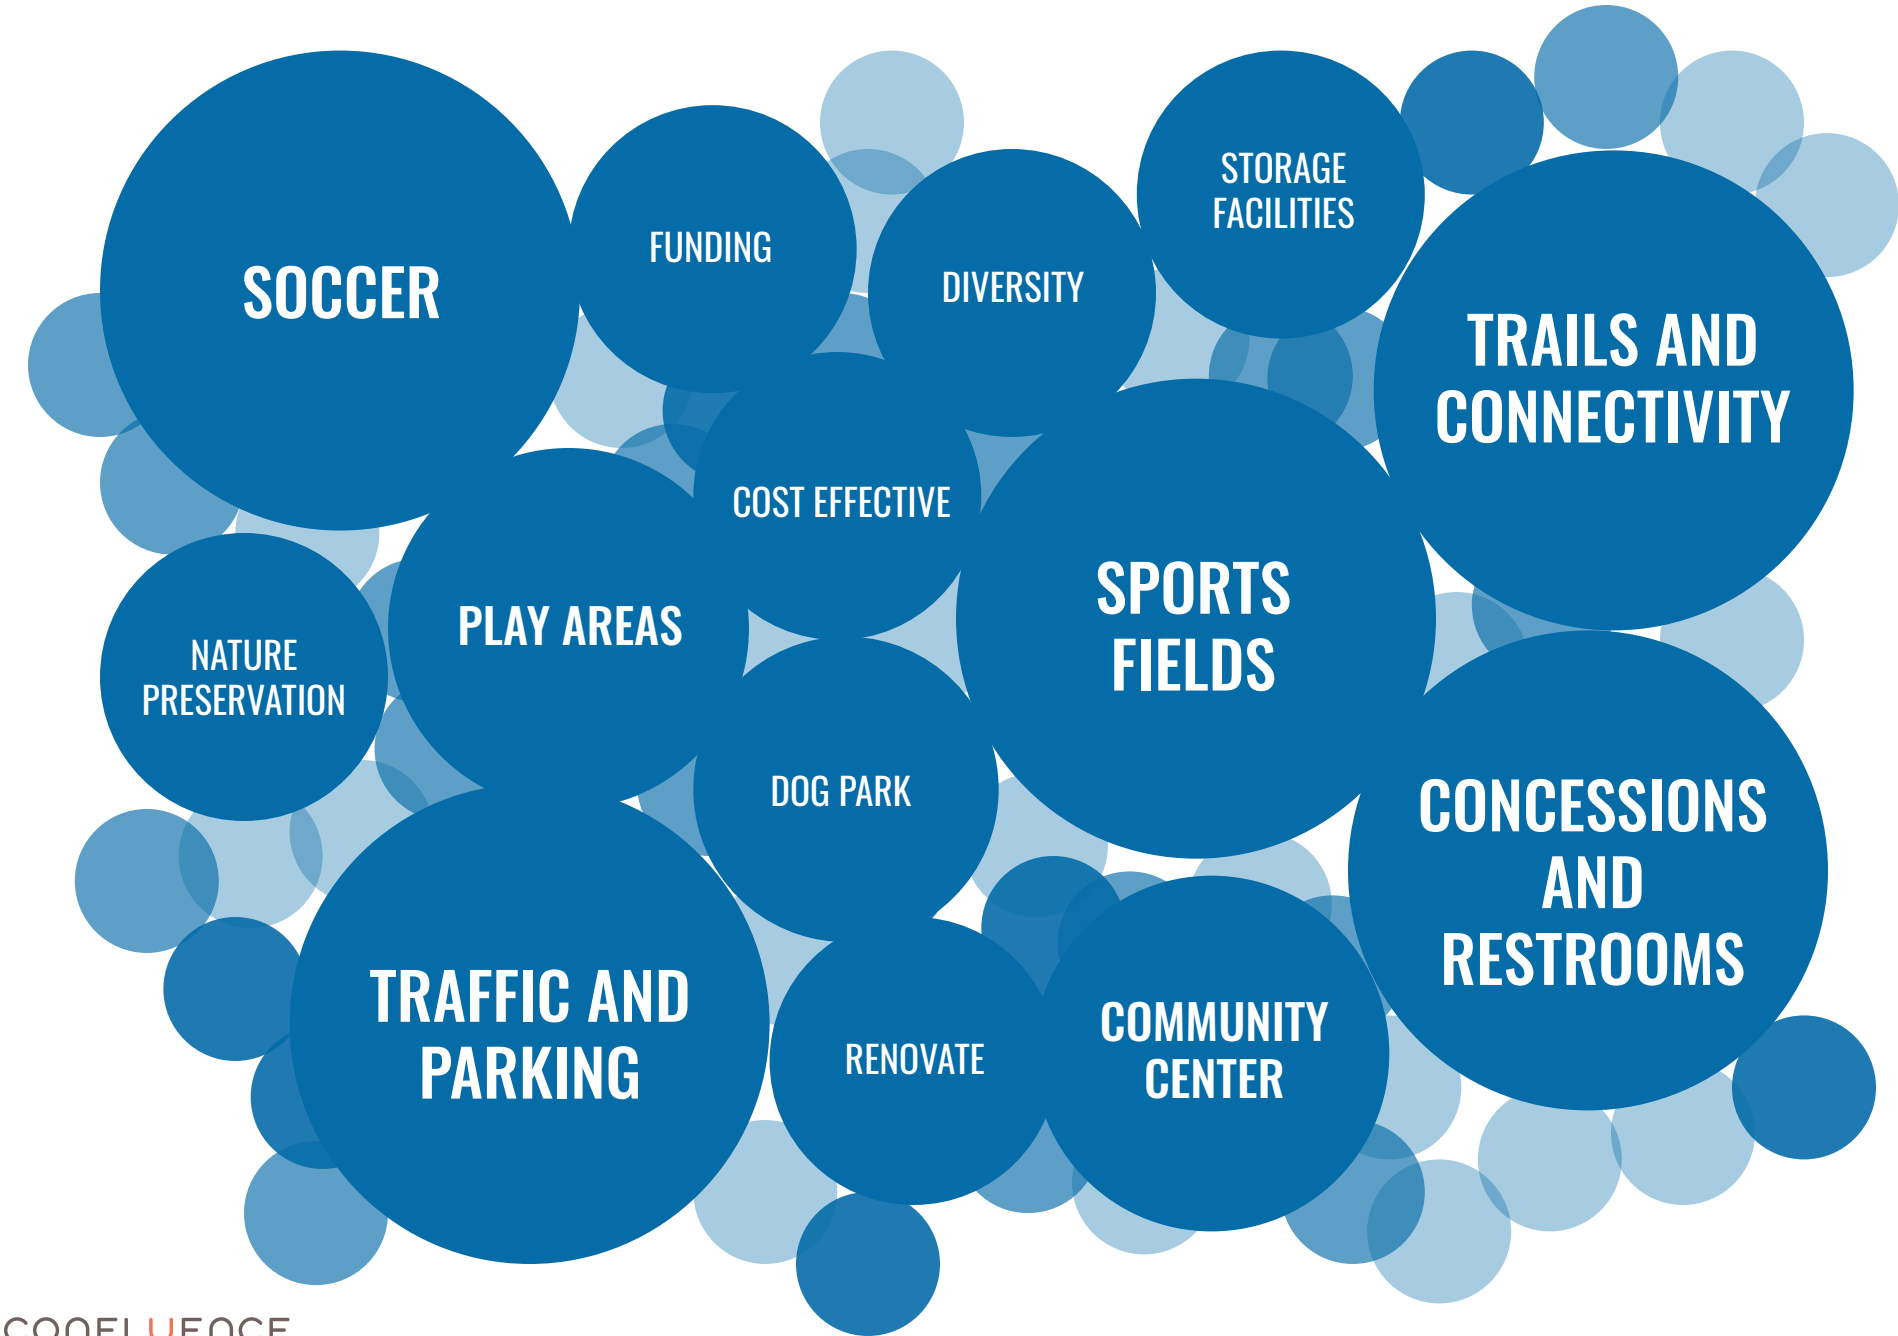 SOCCER
FUNDING
DIVERSITY
STORAGE
FACILITIES
TRAILS AND
CONNECTIVITY
COST EFFECTIVE
PLAY AREAS
SPORTS
FIELDS
NATURE
PRESERVATION
DOG PARK
CONCESSIONS
AND
RESTROOMS
TRAFFIC AND
PARKING
RENOVATE
COMMUNITY
CENTER
CONFLUENCE